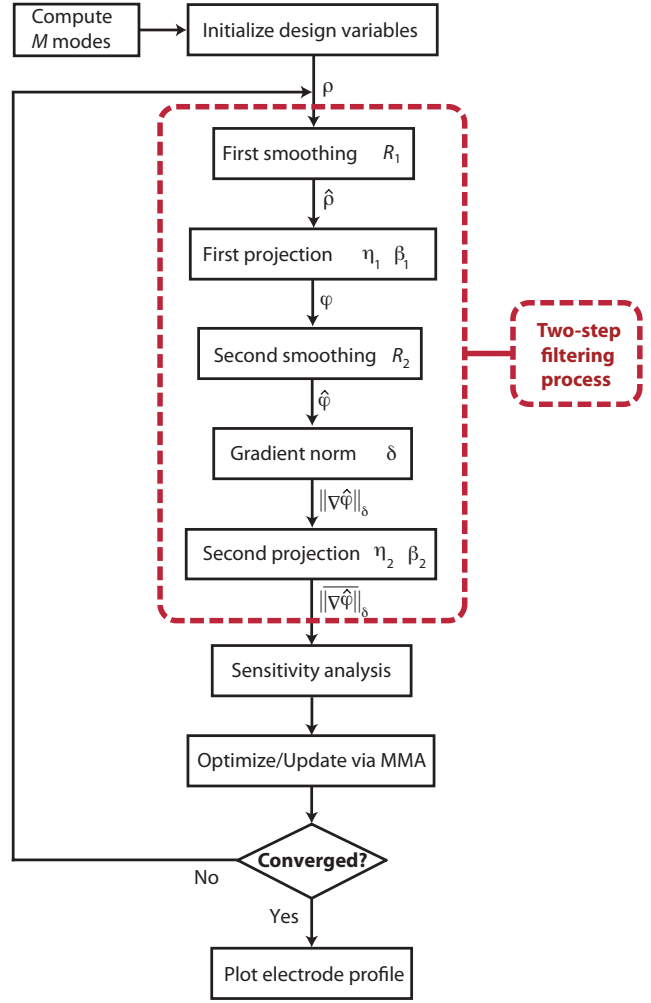 Compute
M modes
Initialize design variables
ρ
First smoothing R₁
ρ̂
First projection η₁ β₁
φ
Second smoothing R₂
φ̂
Two-step
filtering
process
Gradient norm δ
‖∇φ̂‖δ
Second projection η₂ β₂
‖∇φ̂‖̅δ
Sensitivity analysis
Optimize/Update via MMA
Converged?
No
Yes
Plot electrode profile